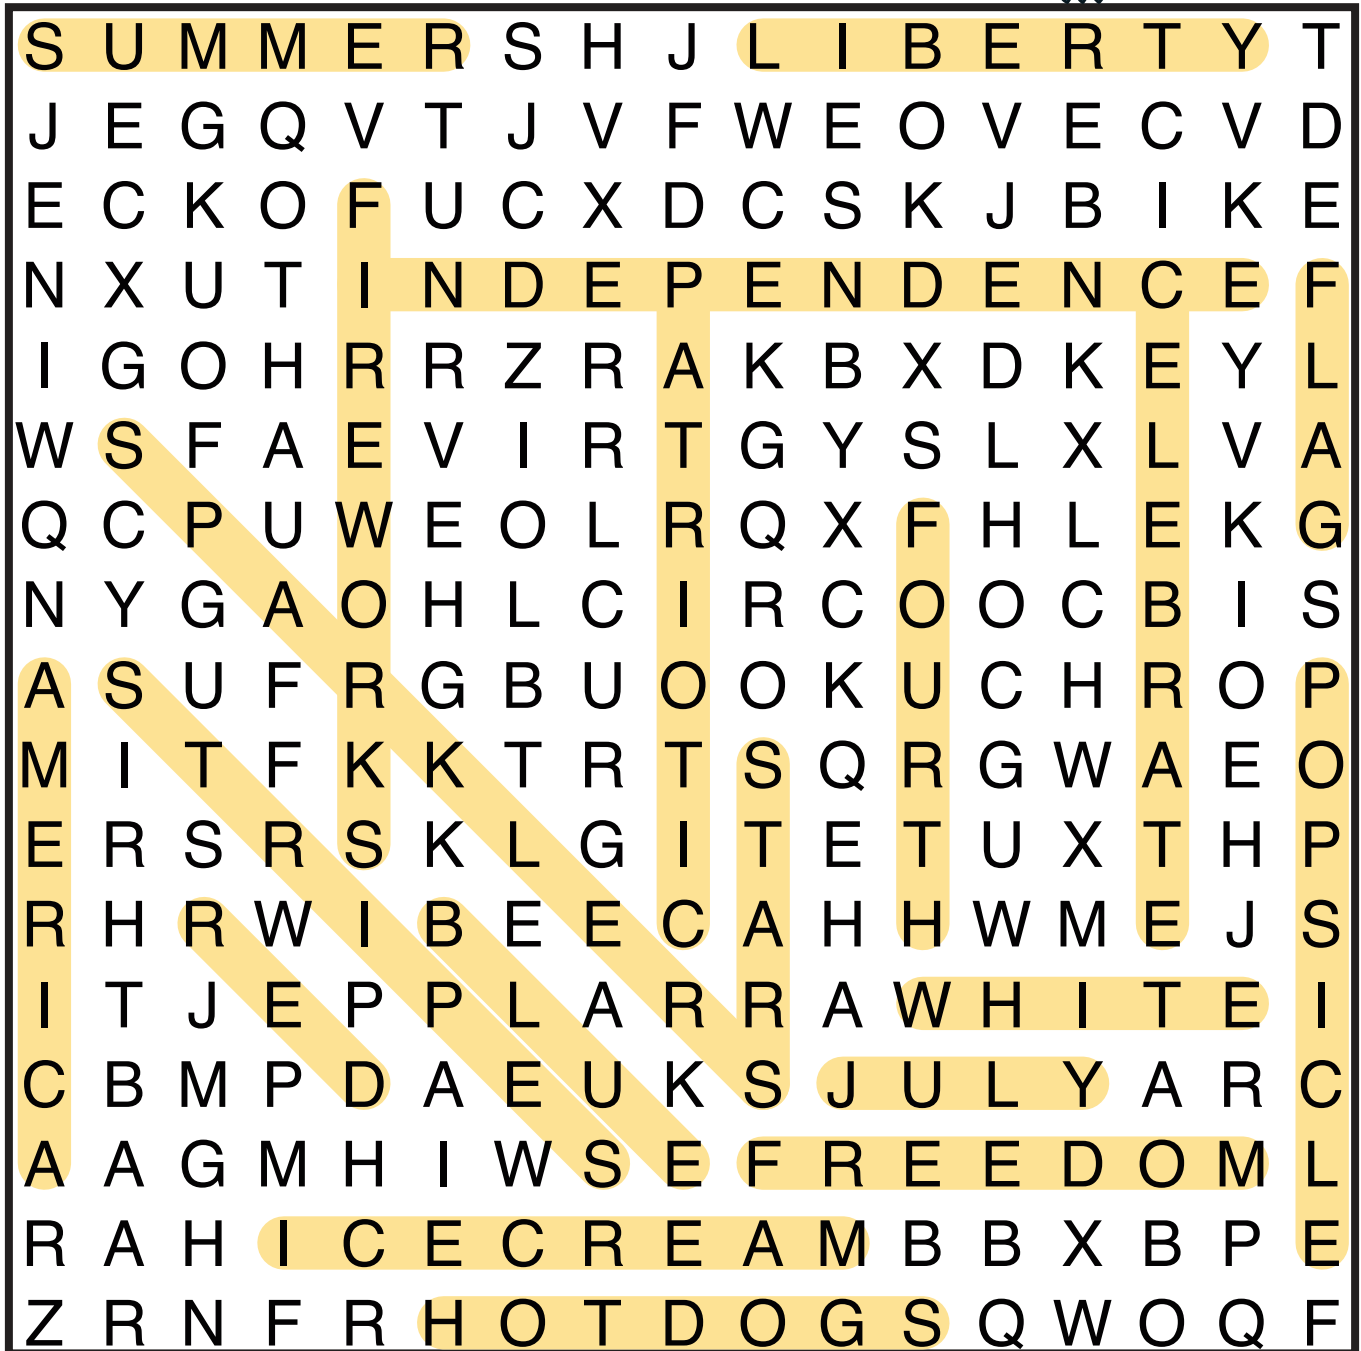 S U M M E R S H J L I B E R T Y T
J E G Q V T J V F W E O V E C V D
E C K O F U C X D C S K J B I K E
N X U T I N D E P E N D E N C E F
I G O H R R Z R A K B X D K E Y L
W S F A E V I R T G Y S L X L V A
Q C P U W E O L R Q X F H L E K G
N Y G A O H L C I R C O O C B I S
A S U F R G B U O O K U C H R O P
M I T F K K T R T S Q R G W A E O
E R S R S K L G I T E T U X T H P
R H R W I B E E C A H H W M E J S
I T J E P P L A R R A W H I T E I
C B M P D A E U K S J U L Y A R C
A A G M H I W S E F R E E D O M L
R A H I C E C R E A M B B X B P E
Z R N F R H O T D O G S Q W O Q F